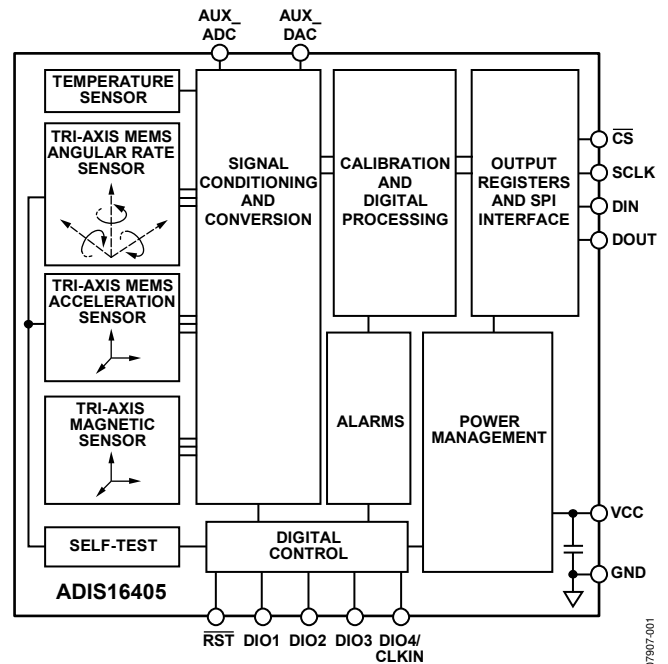 AUX_
ADC
AUX_
DAC
TEMPERATURE
SENSOR
TRI-AXIS MEMS
ANGULAR RATE
SENSOR
TRI-AXIS MEMS
ACCELERATION
SENSOR
TRI-AXIS
MAGNETIC
SENSOR
SELF-TEST
SIGNAL
CONDITIONING
AND
CONVERSION
CALIBRATION
AND
DIGITAL
PROCESSING
OUTPUT
REGISTERS
AND SPI
INTERFACE
ALARMS
POWER
MANAGEMENT
DIGITAL
CONTROL
CS
SCLK
DIN
DOUT
VCC
GND
ADIS16405
RST
DIO1
DIO2
DIO3
DIO4/
CLKIN
07907-001